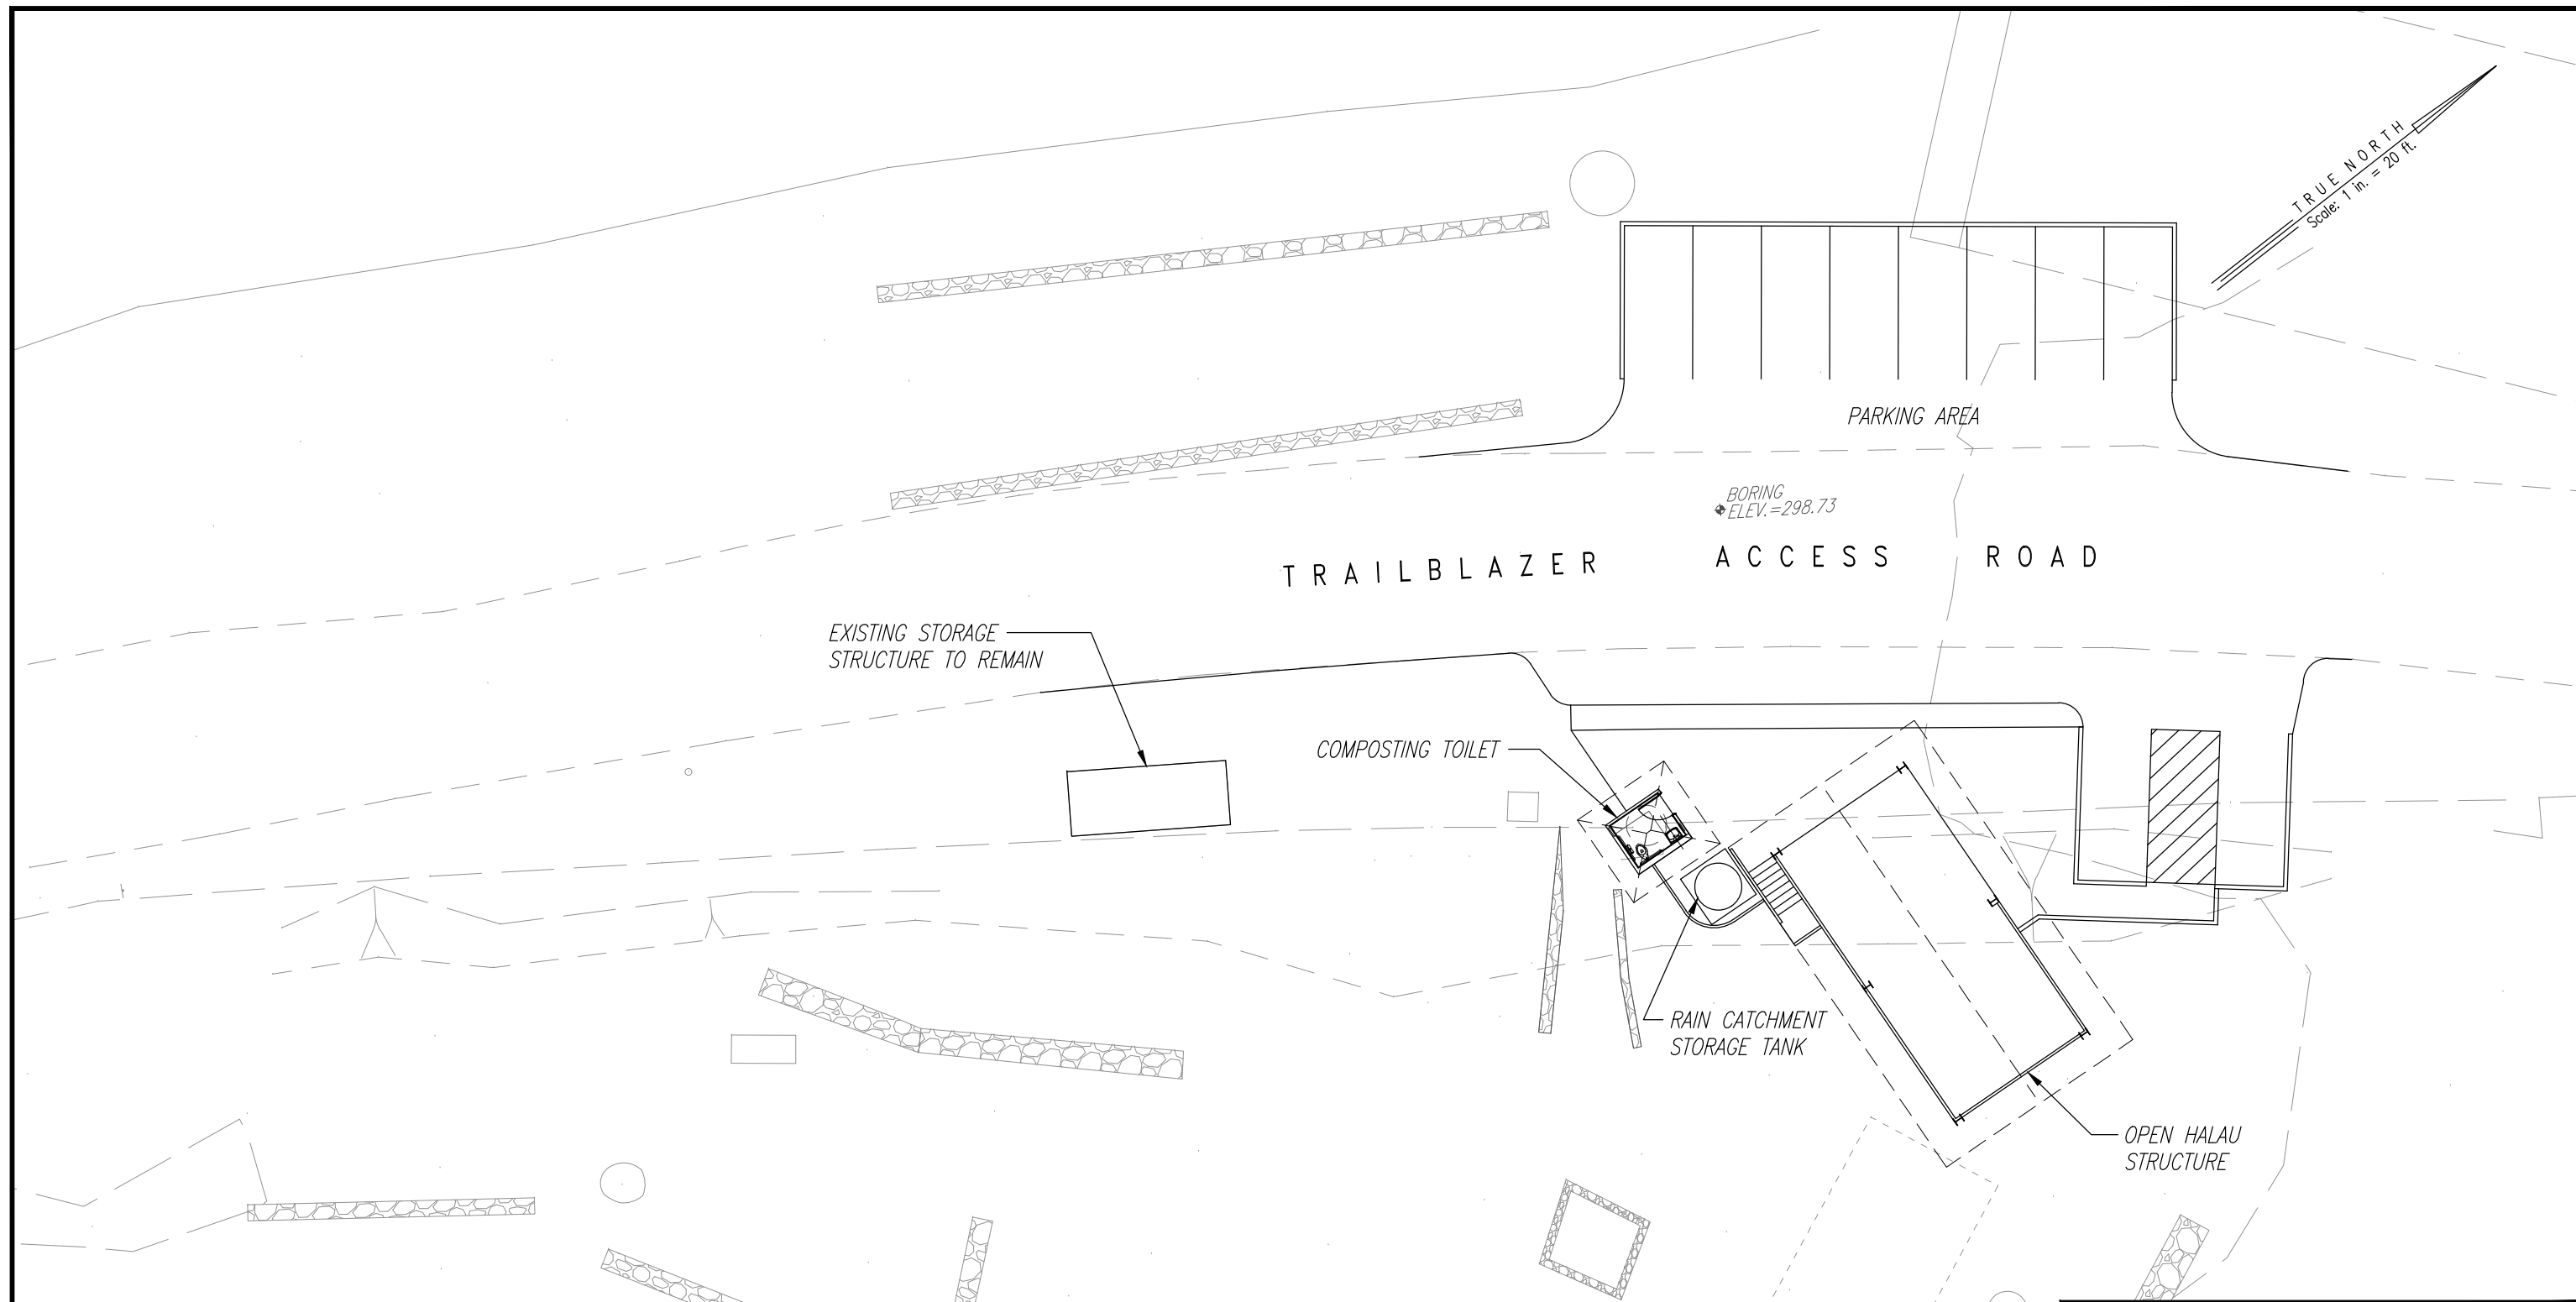 TRUE NORTH
Scale: 1 in. = 20 ft.
PARKING AREA
BORING
ELEV.=298.73
TRAILBLAZER ACCESS ROAD
EXISTING STORAGE
STRUCTURE TO REMAIN
COMPOSTING TOILET
RAIN CATCHMENT
STORAGE TANK
OPEN HALAU
STRUCTURE